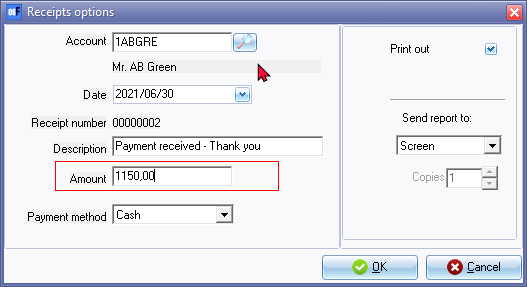 Receipts options
Account 1ABGRE
Mr. AB Green
Date 2021/06/30
Receipt number 00000002
Description Payment received - Thank you
Amount 1150,00
Payment method Cash
Print out
Send report to:
Screen
Copies 1
OK Cancel